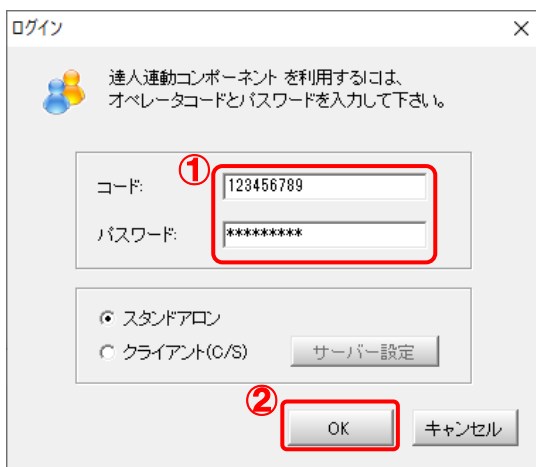 ログイン
達人連動コンポーネント を利用するには、
オペレータコードとパスワードを入力して下さい。
①
コード: 123456789
パスワード: *********
スタンドアロン
クライアント(C/S) サーバー設定
②
OK キャンセル